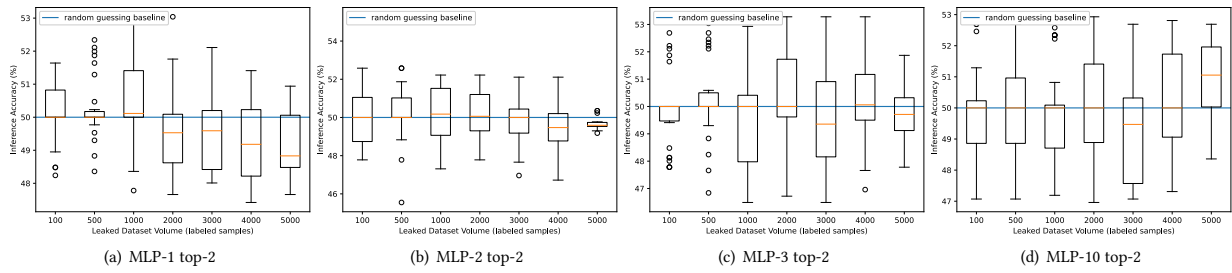 random guessing baseline
53
52
51
50
49
48
Inference Accuracy (%)
100 500 1000 2000 3000 4000 5000
Leaked Dataset Volume (labeled samples)
(a) MLP-1 top-2
random guessing baseline
54
52
50
48
46
Inference Accuracy (%)
100 500 1000 2000 3000 4000 5000
Leaked Dataset Volume (labeled samples)
(b) MLP-2 top-2
random guessing baseline
53
52
51
50
49
48
47
Inference Accuracy (%)
100 500 1000 2000 3000 4000 5000
Leaked Dataset Volume (labeled samples)
(c) MLP-3 top-2
random guessing baseline
53
52
51
50
49
48
47
Inference Accuracy (%)
100 500 1000 2000 3000 4000 5000
Leaked Dataset Volume (labeled samples)
(d) MLP-10 top-2